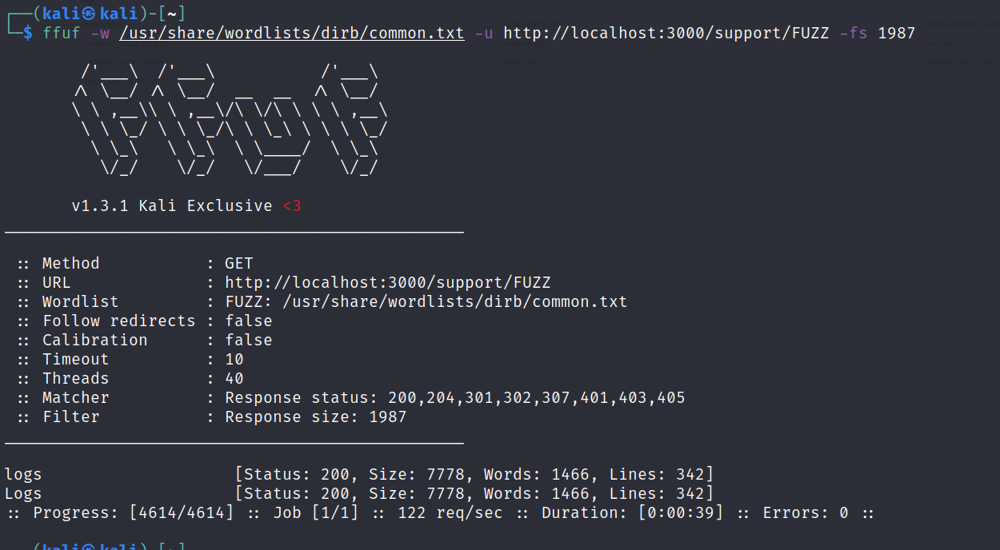 ┌──(kali㉿kali)-[~]
└─$ ffuf -w /usr/share/wordlists/dirb/common.txt -u http://localhost:3000/support/FUZZ -fs 1987
/'___\  /'___\           /'___\
/\ \__/ /\ \__/  __  __  /\ \__/
\ \ ,__\\ \ ,__\/\ \/\ \ \ \ ,__\
\ \ \_/ \ \ \_/\ \ \_\ \ \ \ \_/
\ \_\   \ \_\  \ \____/  \ \_\
\/_/    \/_/   \/___/    \/_/
v1.3.1 Kali Exclusive <3
________________________________________________
:: Method           : GET
:: URL              : http://localhost:3000/support/FUZZ
:: Wordlist         : FUZZ: /usr/share/wordlists/dirb/common.txt
:: Follow redirects : false
:: Calibration      : false
:: Timeout          : 10
:: Threads          : 40
:: Matcher          : Response status: 200,204,301,302,307,401,403,405
:: Filter           : Response size: 1987
________________________________________________
logs                    [Status: 200, Size: 7778, Words: 1466, Lines: 342]
Logs                    [Status: 200, Size: 7778, Words: 1466, Lines: 342]
:: Progress: [4614/4614] :: Job [1/1] :: 122 req/sec :: Duration: [0:00:39] :: Errors: 0 ::